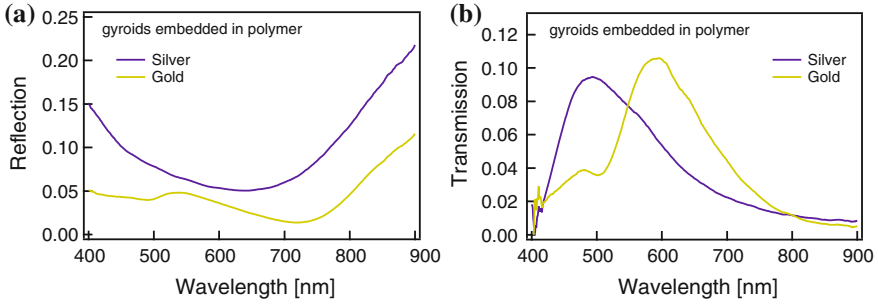 (a)
gyroids embedded in polymer
Silver
Gold
Reflection
0.25
0.20
0.15
0.10
0.05
0.00
400 500 600 700 800 900
Wavelength [nm]
(b)
gyroids embedded in polymer
Silver
Gold
Transmission
0.12
0.10
0.08
0.06
0.04
0.02
0.00
400 500 600 700 800 900
Wavelength [nm]